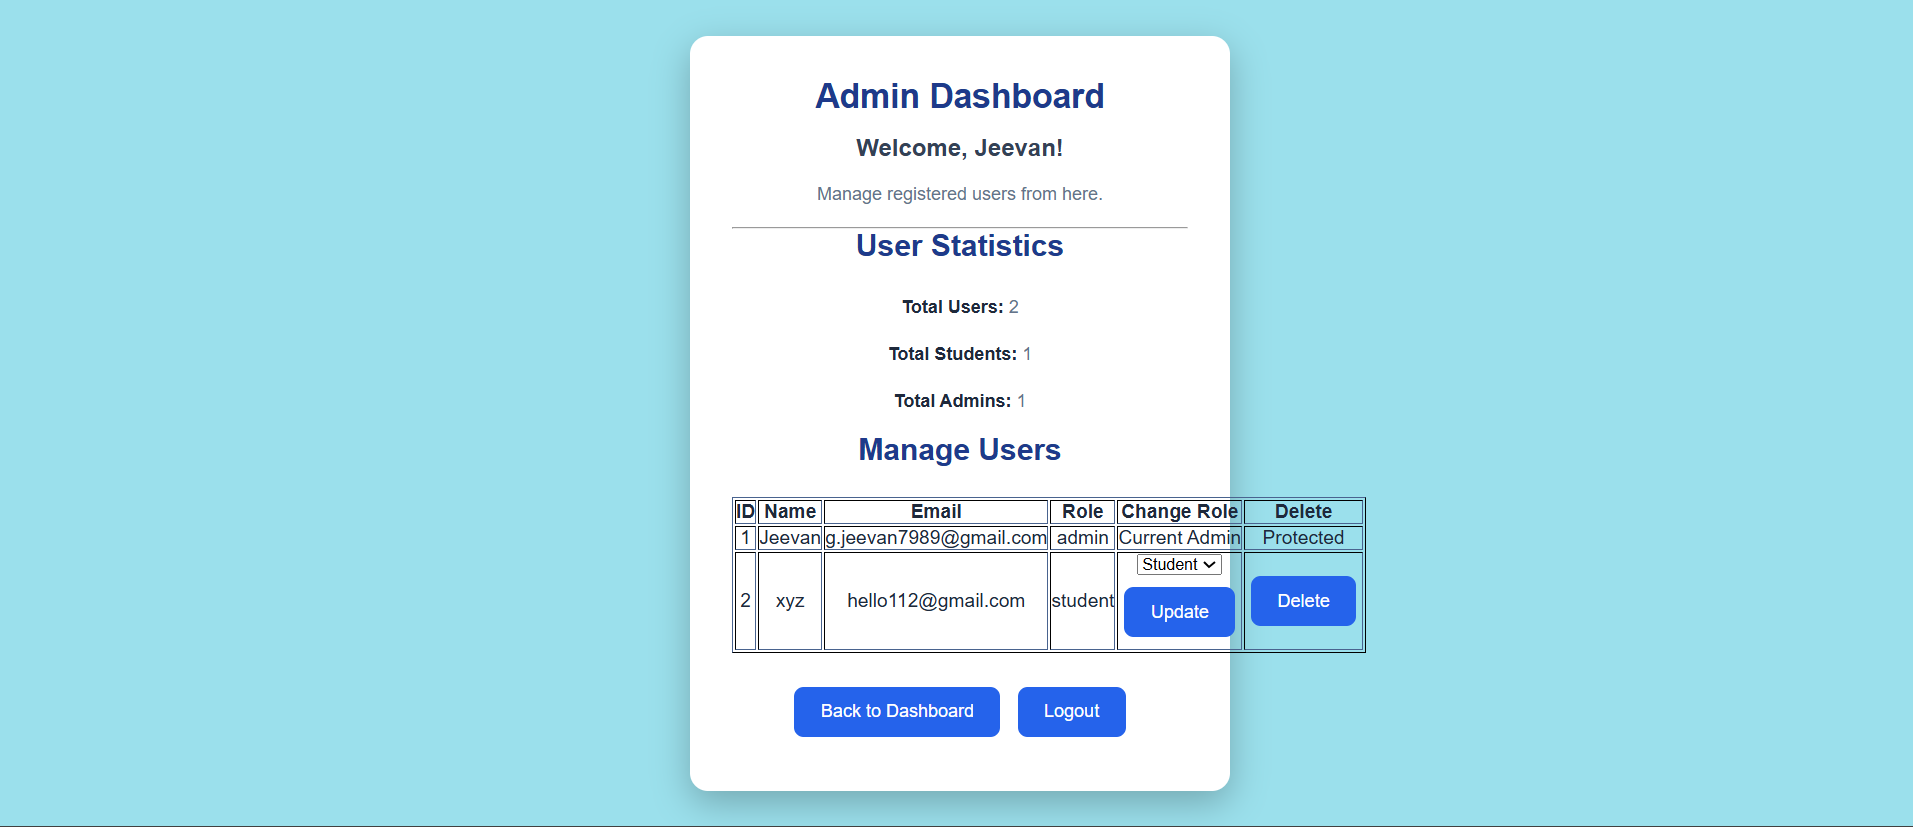 Admin Dashboard
Welcome, Jeevan!
Manage registered users from here.
User Statistics
Total Users: 2
Total Students: 1
Total Admins: 1
Manage Users
ID Name Email Role Change Role Delete
1 Jeevan g.jeevan7989@gmail.com admin Current Admin Protected
2 xyz hello112@gmail.com student Student Update Delete
Back to Dashboard Logout